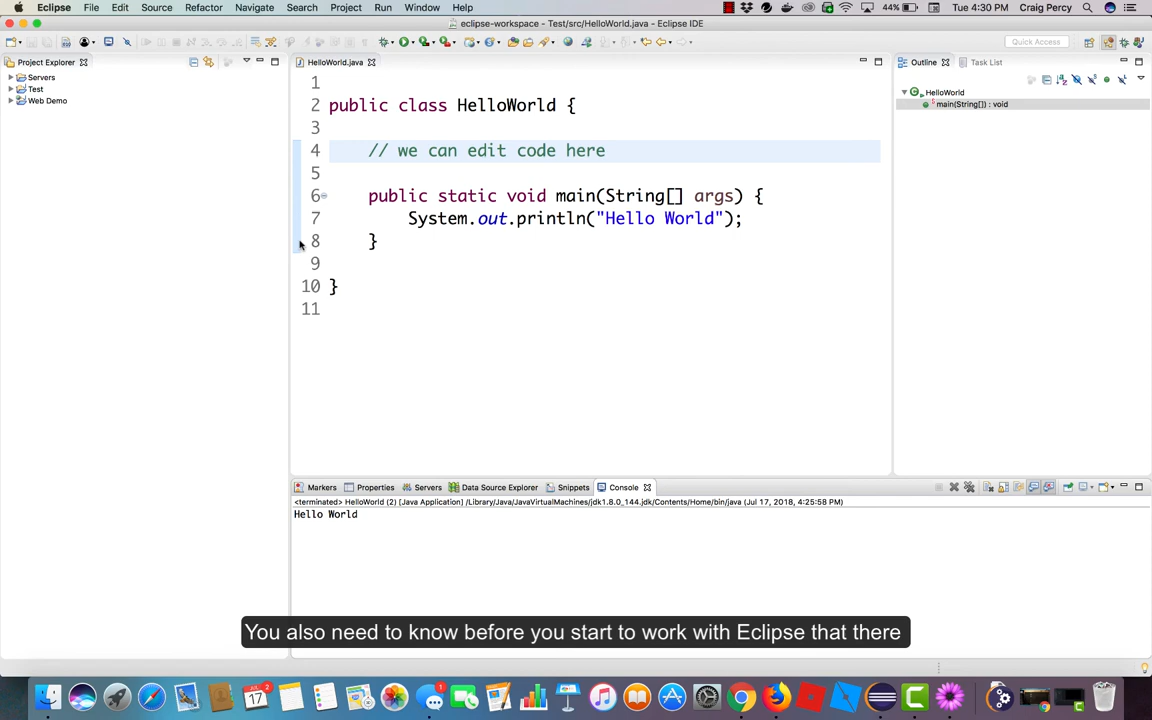 Eclipse File Edit Source Refactor Navigate Search Project Run Window Help 44% Tue 4:30 PM Craig Percy
eclipse-workspace - Test/src/HelloWorld.java - Eclipse IDE
Quick Access
Project Explorer
Servers
Test
Web Demo
HelloWorld.java
1
2 public class HelloWorld {
3
4 // we can edit code here
5
6 public static void main(String[] args) {
7 System.out.println("Hello World");
8 }
9
10 }
11
Outline Task List
HelloWorld
main(String[]) : void
Markers Properties Servers Data Source Explorer Snippets Console
<terminated> HelloWorld (2) [Java Application] /Library/Java/JavaVirtualMachines/jdk1.8.0_144.jdk/Contents/Home/bin/java (Jul 17, 2018, 4:25:58 PM)
Hello World
You also need to know before you start to work with Eclipse that there
JUL 2 1
17